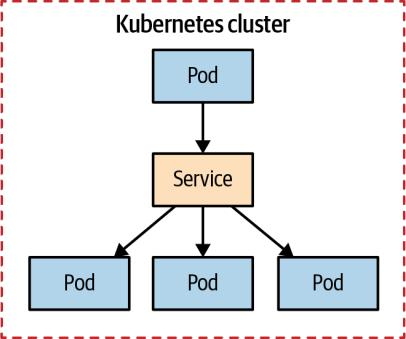 Kubernetes cluster
Pod
Service
Pod Pod Pod